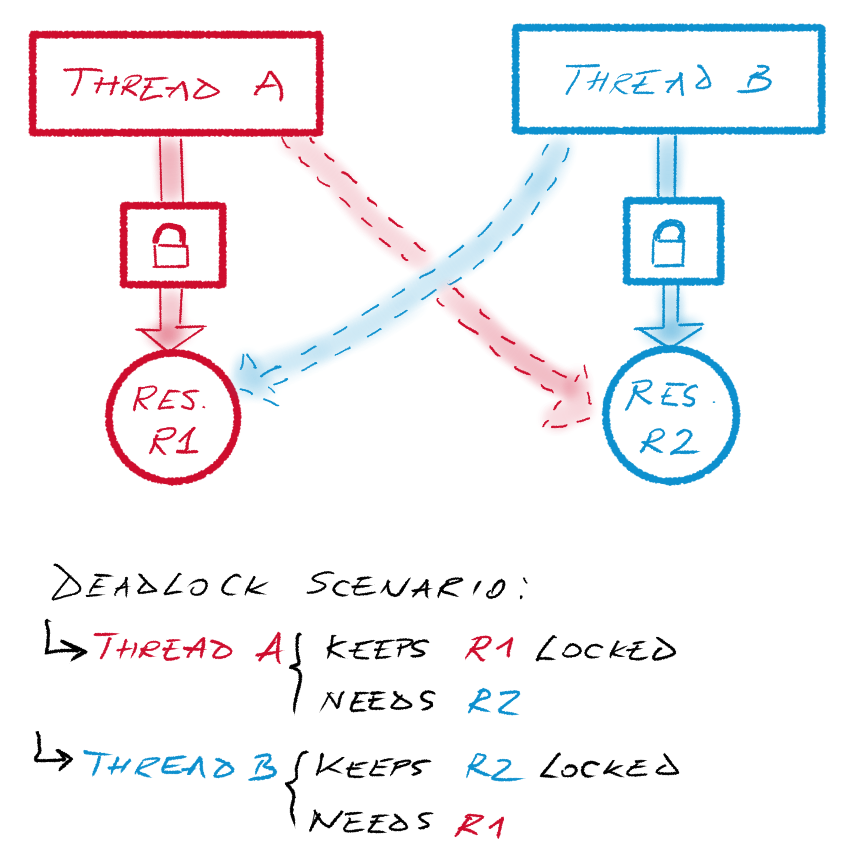 THREAD A
THREAD B
RES.
R1
RES.
R2
DEADLOCK SCENARIO:
THREAD A { KEEPS R1 LOCKED
NEEDS R2
THREAD B { KEEPS R2 LOCKED
NEEDS R1